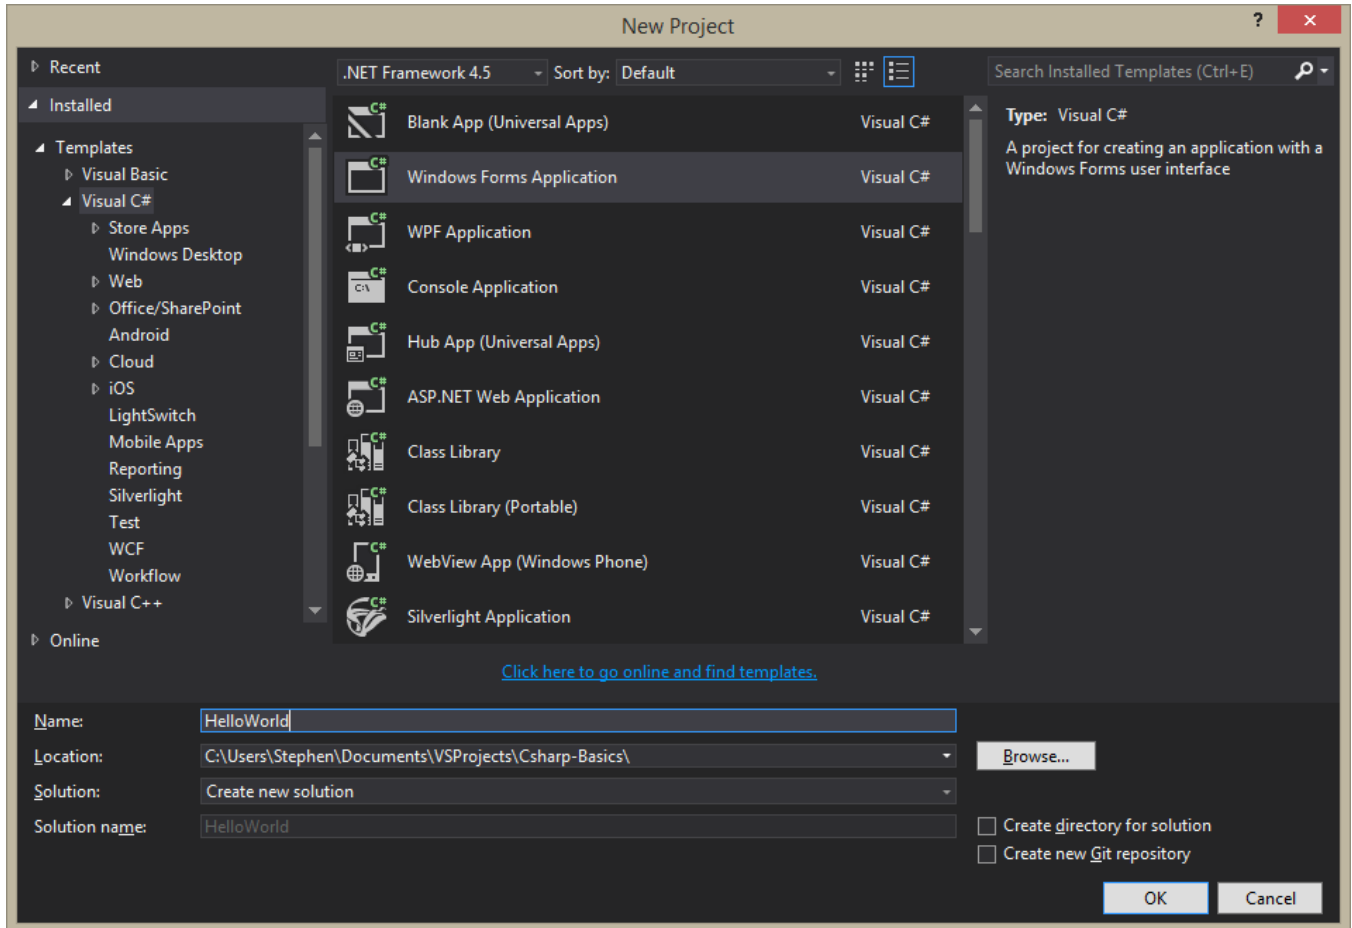 New Project
?
Recent
Installed
Templates
Visual Basic
Visual C#
Store Apps
Windows Desktop
Web
Office/SharePoint
Android
Cloud
iOS
LightSwitch
Mobile Apps
Reporting
Silverlight
Test
WCF
Workflow
Visual C++
Online
.NET Framework 4.5
Sort by: Default
Search Installed Templates (Ctrl+E)
C# Blank App (Universal Apps) Visual C#
C# Windows Forms Application Visual C#
C# WPF Application Visual C#
C# C:\ Console Application Visual C#
C# Hub App (Universal Apps) Visual C#
C# ASP.NET Web Application Visual C#
C# Class Library Visual C#
C# Class Library (Portable) Visual C#
C# WebView App (Windows Phone) Visual C#
C# Silverlight Application Visual C#
Click here to go online and find templates.
Type: Visual C#
A project for creating an application with a
Windows Forms user interface
Name: HelloWorld
Location: C:\Users\Stephen\Documents\VSProjects\Csharp-Basics\
Browse...
Solution: Create new solution
Solution name: HelloWorld
Create directory for solution
Create new Git repository
OK Cancel